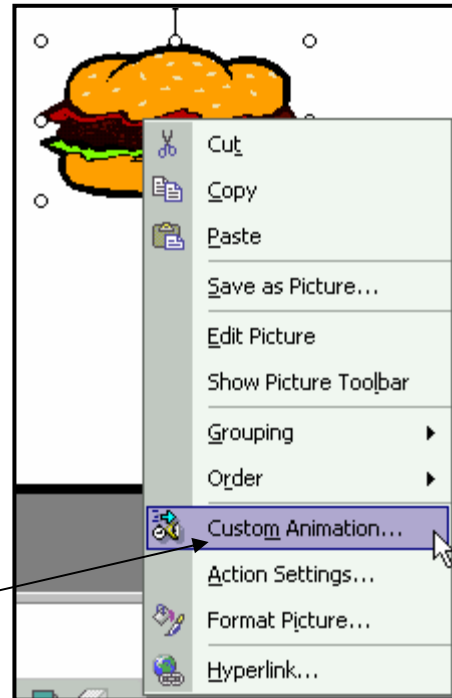 Cut
Copy
Paste
Save as Picture...
Edit Picture
Show Picture Toolbar
Grouping
Order
Custom Animation...
Action Settings...
Format Picture...
Hyperlink...